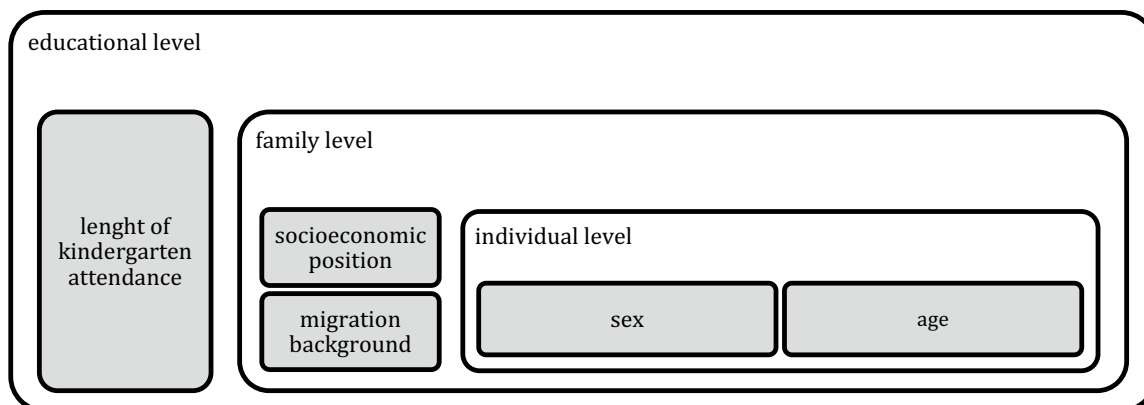 educational level
family level
lenght of
kindergarten
attendance
socioeconomic
position
individual level
migration
background
sex
age